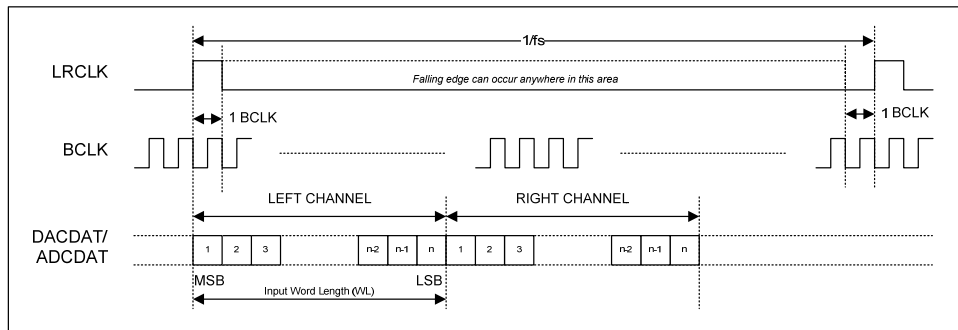 1/fs
LRCLK
Falling edge can occur anywhere in this area
1 BCLK
1 BCLK
BCLK
LEFT CHANNEL
RIGHT CHANNEL
DACDAT/
ADCDAT
1 2 3 n-2 n-1 n 1 2 3 n-2 n-1 n
MSB
LSB
Input Word Length (WL)